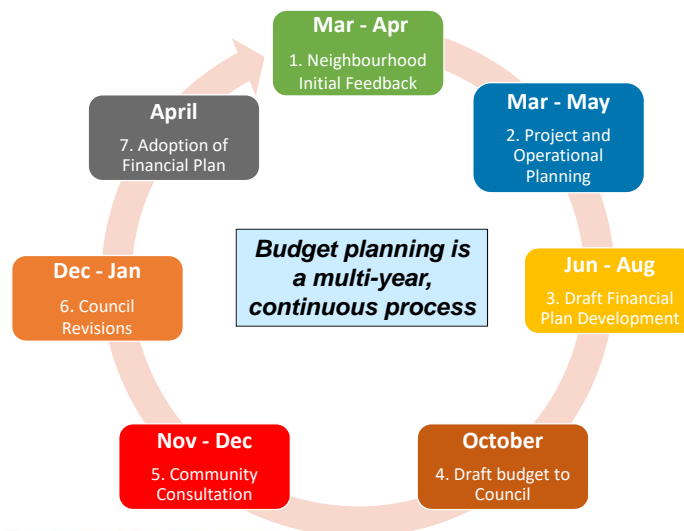 Mar - Apr
1. Neighbourhood
Initial Feedback
Mar - May
2. Project and
Operational
Planning
Jun - Aug
3. Draft Financial
Plan Development
October
4. Draft budget to
Council
Nov - Dec
5. Community
Consultation
Dec - Jan
6. Council
Revisions
April
7. Adoption of
Financial Plan
Budget planning is
a multi-year,
continuous process